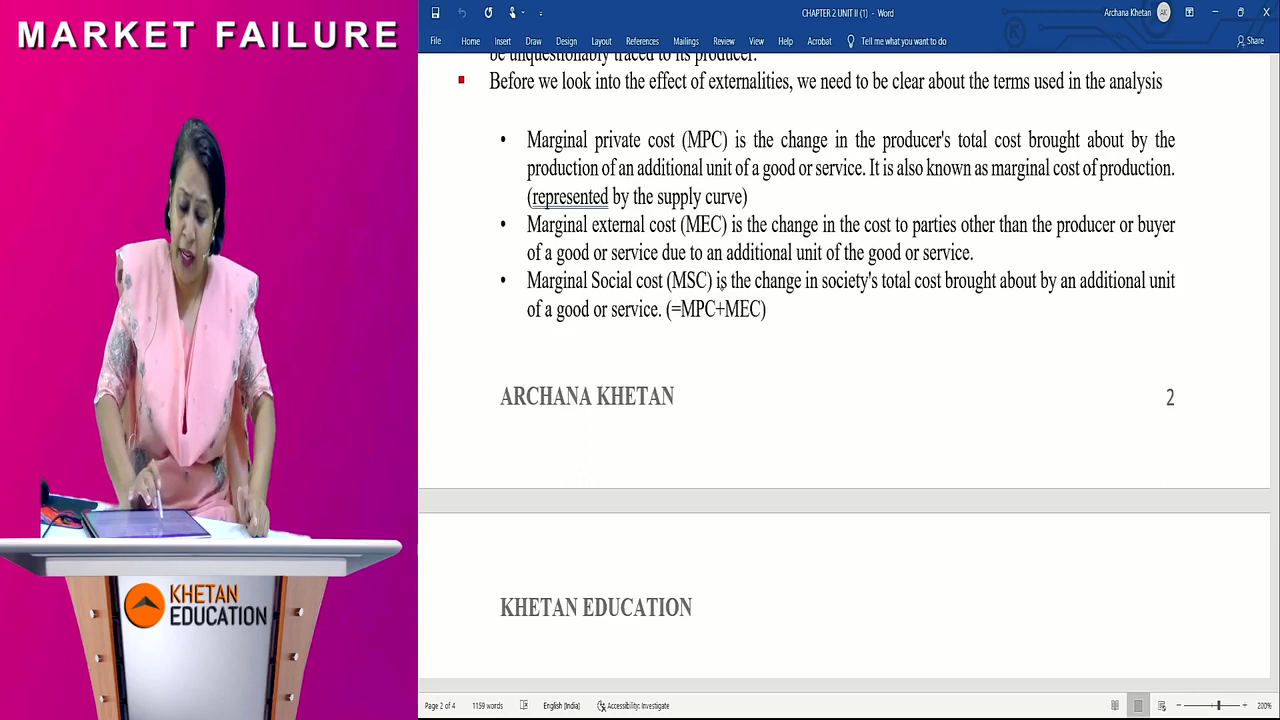 MARKET FAILURE
CHAPTER 2 UNIT II (1) - Word
Archana Khetan
AK
File Home Insert Draw Design Layout References Mailings Review View Help Acrobat Tell me what you want to do
Share
be unquestionably traced to its producer.
Before we look into the effect of externalities, we need to be clear about the terms used in the analysis
• Marginal private cost (MPC) is the change in the producer's total cost brought about by the
production of an additional unit of a good or service. It is also known as marginal cost of production.
(represented by the supply curve)
• Marginal external cost (MEC) is the change in the cost to parties other than the producer or buyer
of a good or service due to an additional unit of the good or service.
• Marginal Social cost (MSC) is the change in society's total cost brought about by an additional unit
of a good or service. (=MPC+MEC)
ARCHANA KHETAN
2
KHETAN EDUCATION
KHETAN
EDUCATION
Page 2 of 4 1159 words English (India) Accessibility: Investigate
200%